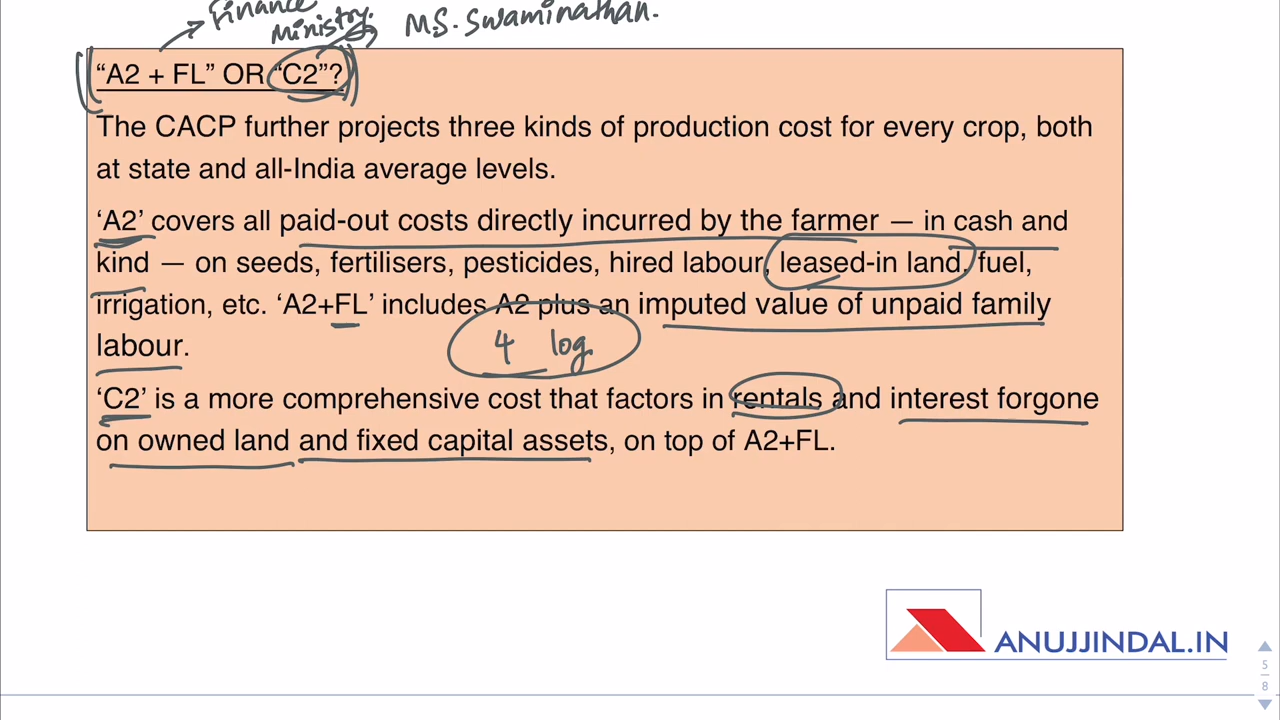 Finance
Ministry.
M.S. Swaminathan.
“A2 + FL” OR “C2”?
The CACP further projects three kinds of production cost for every crop, both
at state and all-India average levels.
‘A2’ covers all paid-out costs directly incurred by the farmer — in cash and
kind — on seeds, fertilisers, pesticides, hired labour, leased-in land, fuel,
irrigation, etc. ‘A2+FL’ includes A2 plus an imputed value of unpaid family
labour.
4 log
‘C2’ is a more comprehensive cost that factors in rentals and interest forgone
on owned land and fixed capital assets, on top of A2+FL.
ANUJJINDAL.IN
5
8